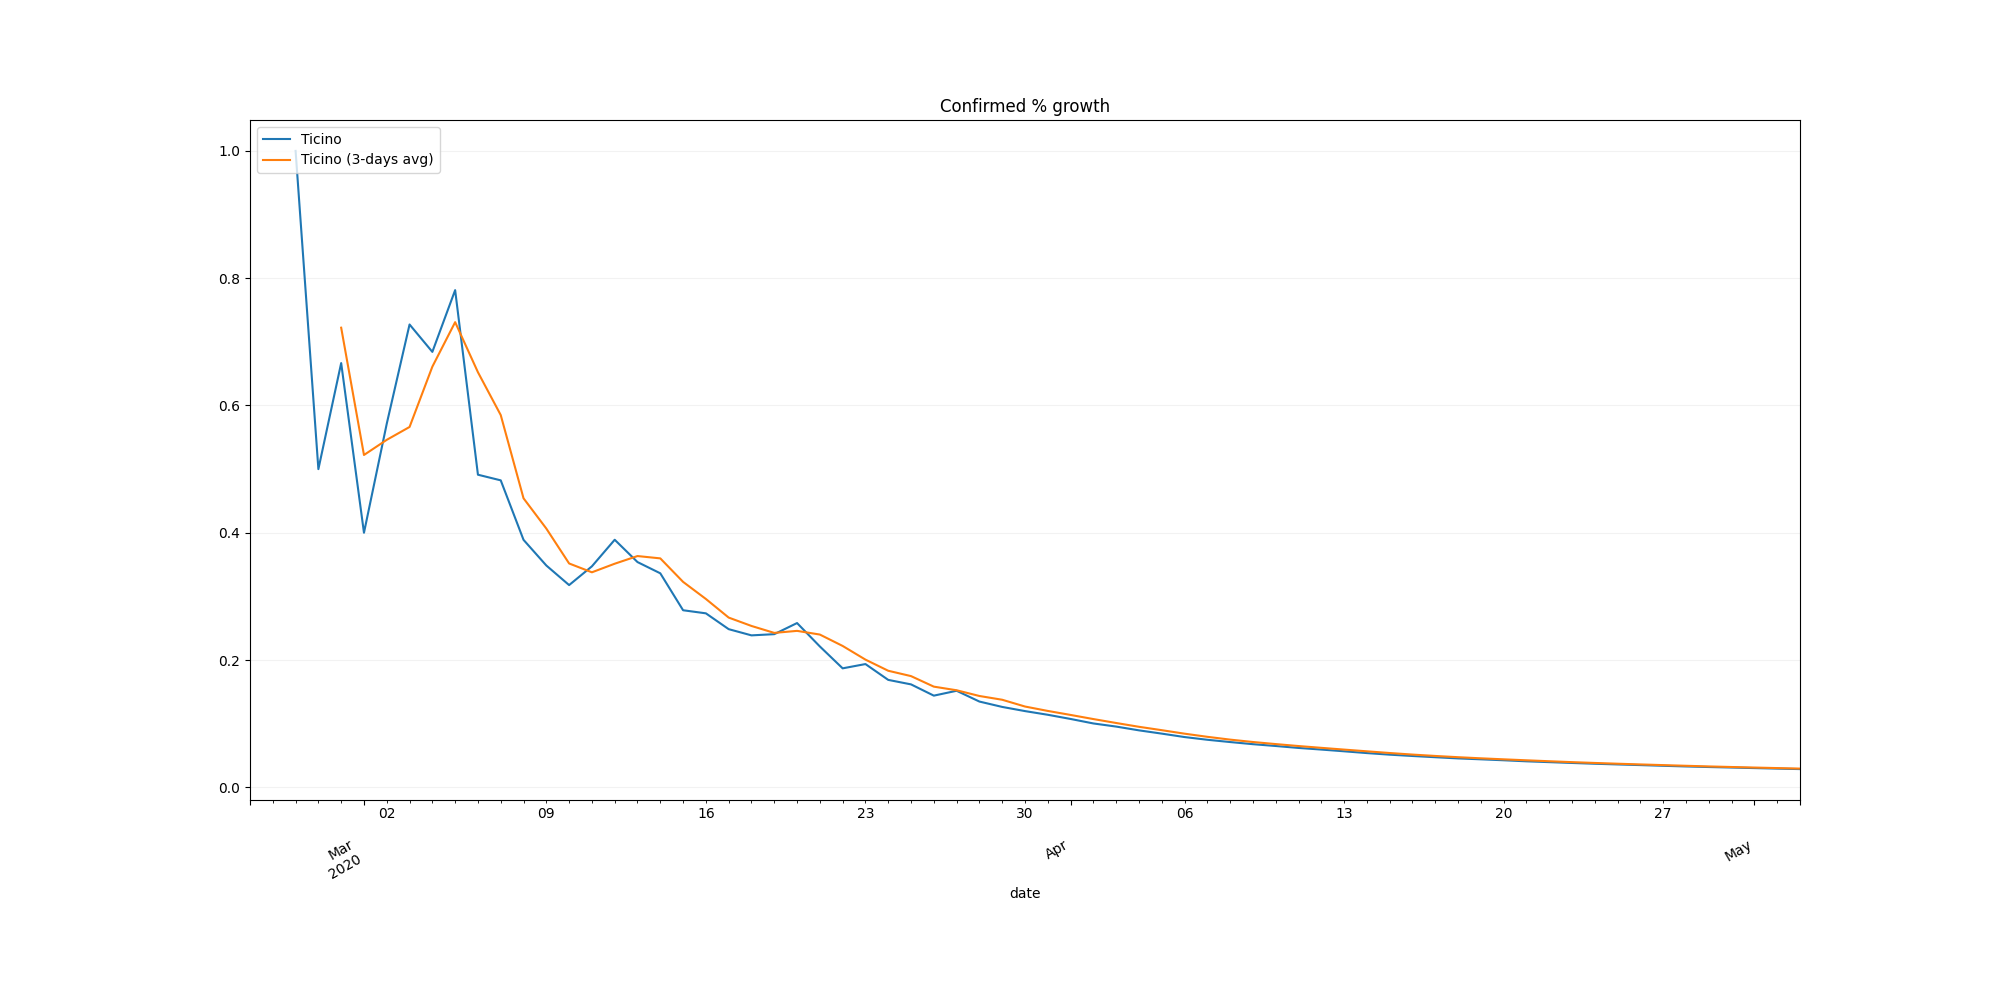 Confirmed % growth
Ticino
Ticino (3-days avg)
1.0
0.8
0.6
0.4
0.2
0.0
02 09 16 23 30 06 13 20 27
Mar Apr May
2020
date